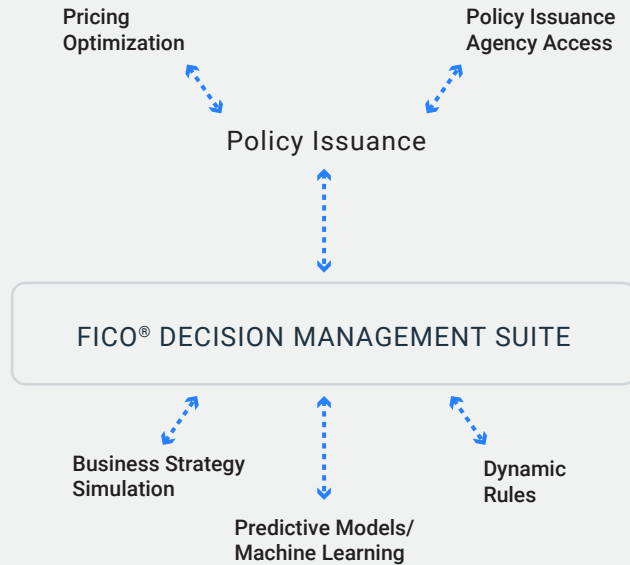 Pricing
Optimization
Policy Issuance
Agency Access
Policy Issuance
FICO® DECISION MANAGEMENT SUITE
Business Strategy
Simulation
Predictive Models/
Machine Learning
Dynamic
Rules